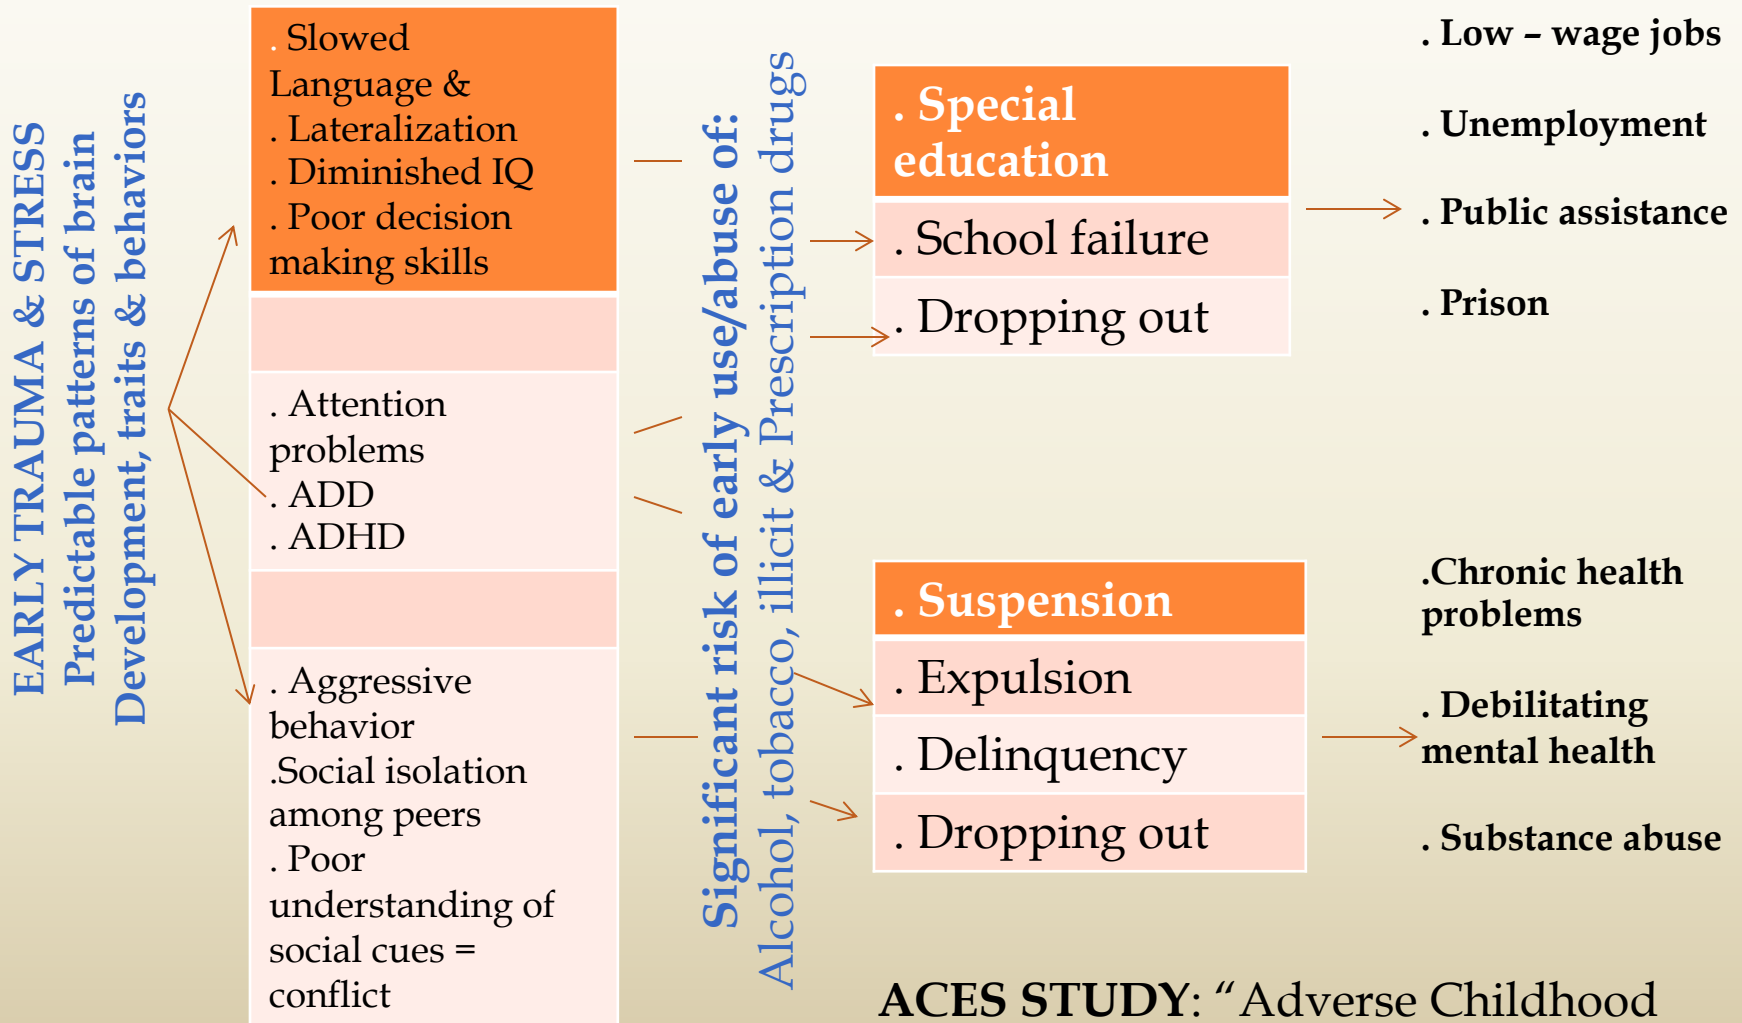 EARLY TRAUMA & STRESS
Predictable patterns of brain
Development, traits & behaviors
. Slowed
Language &
. Lateralization
. Diminished IQ
. Poor decision
making skills
. Attention
problems
. ADD
. ADHD
. Aggressive
behavior
.Social isolation
among peers
. Poor
understanding of
social cues =
conflict
Significant risk of early use/abuse of:
Alcohol, tobacco, illicit & Prescription drugs
. Special
education
. School failure
. Dropping out
. Suspension
. Expulsion
. Delinquency
. Dropping out
. Low – wage jobs
. Unemployment
. Public assistance
. Prison
.Chronic health
problems
. Debilitating
mental health
. Substance abuse
ACES STUDY: “Adverse Childhood